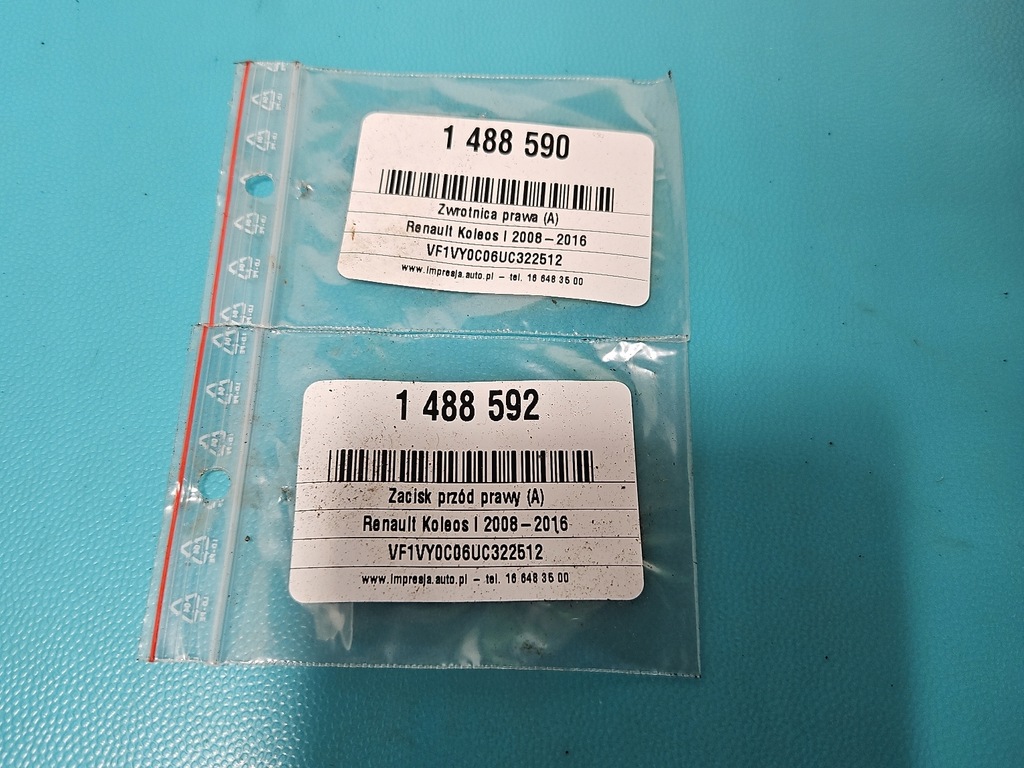 1 488 590
Zwrotnica prawa (A)
Renault Koleos I 2008-2016
VF1VY0C06UC322512
www.impresja.auto.pl - tel. 16 648 35 00
1 488 592
Zacisk przód prawy (A)
Renault Koleos I 2008-2016
VF1VY0C06UC322512
www.impresja.auto.pl - tel. 16 648 35 00